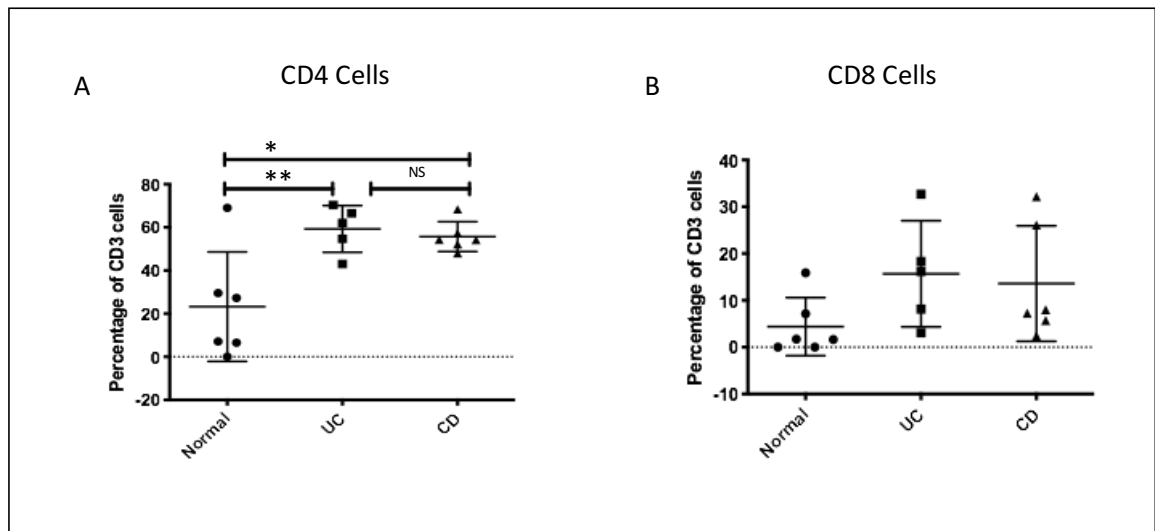 A
CD4 Cells
*
**
NS
Percentage of CD3 cells
80
60
40
20
0
-20
Normal
UC
CD
B
CD8 Cells
Percentage of CD3 cells
40
30
20
10
0
-10
Normal
UC
CD